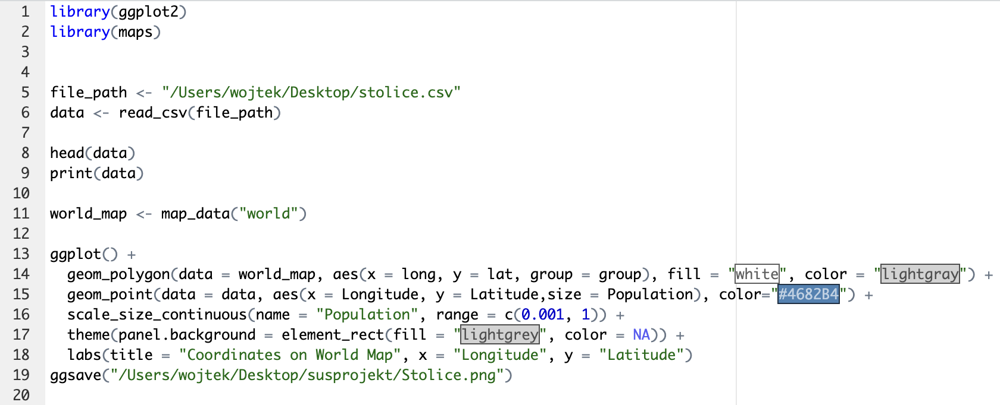 1 library(ggplot2)
2 library(maps)
3
4
5 file_path <- "/Users/wojtek/Desktop/stolice.csv"
6 data <- read_csv(file_path)
7
8 head(data)
9 print(data)
10
11 world_map <- map_data("world")
12
13 ggplot() +
14   geom_polygon(data = world_map, aes(x = long, y = lat, group = group), fill = "white", color = "lightgray") +
15   geom_point(data = data, aes(x = Longitude, y = Latitude,size = Population), color="#4682B4") +
16   scale_size_continuous(name = "Population", range = c(0.001, 1)) +
17   theme(panel.background = element_rect(fill = "lightgrey", color = NA)) +
18   labs(title = "Coordinates on World Map", x = "Longitude", y = "Latitude")
19 ggsave("/Users/wojtek/Desktop/susprojekt/Stolice.png")
20